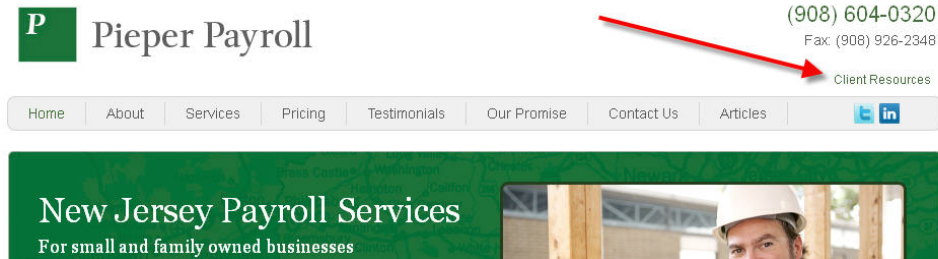 P
Pieper Payroll
(908) 604-0320
Fax: (908) 926-2348
Client Resources
Home About Services Pricing Testimonials Our Promise Contact Us Articles in
New Jersey Payroll Services
For small and family owned businesses